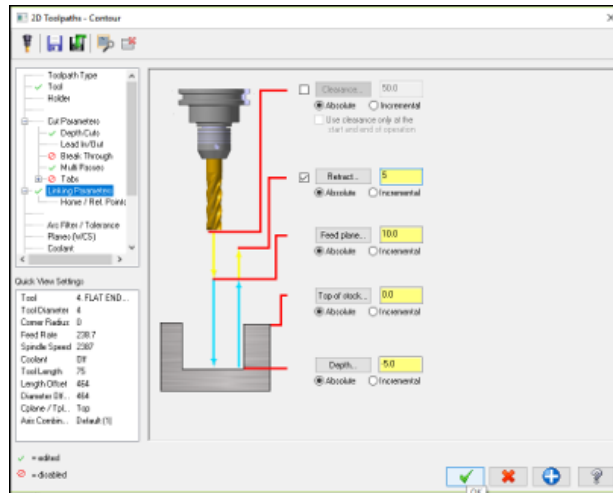 2D Toolpaths - Contour
Toolpath Type
Tool
Holder
Cut Parameters
Depth Cuts
Lead In/Out
Break Through
Multi Passes
Tabs
Linking Parameters
Home / Ref. Points
Arc Filter / Tolerance
Planes (WCS)
Coolant
Quick View Settings
Tool 4. FLAT END...
Tool Diameter 4
Corner Radius 0
Feed Rate 238.7
Spindle Speed 2387
Coolant Off
Tool Length 75
Length Offset 464
Diameter Off... 464
Cplane / Tpl... Top
Axis Combin... Default (1)
= edited
= disabled
Clearance... 50.0
Absolute Incremental
Use clearance only at the
start and end of operation
Retract... 5
Absolute Incremental
Feed plane... 10.0
Absolute Incremental
Top of stock... 0.0
Absolute Incremental
Depth... -5.0
Absolute Incremental
OK